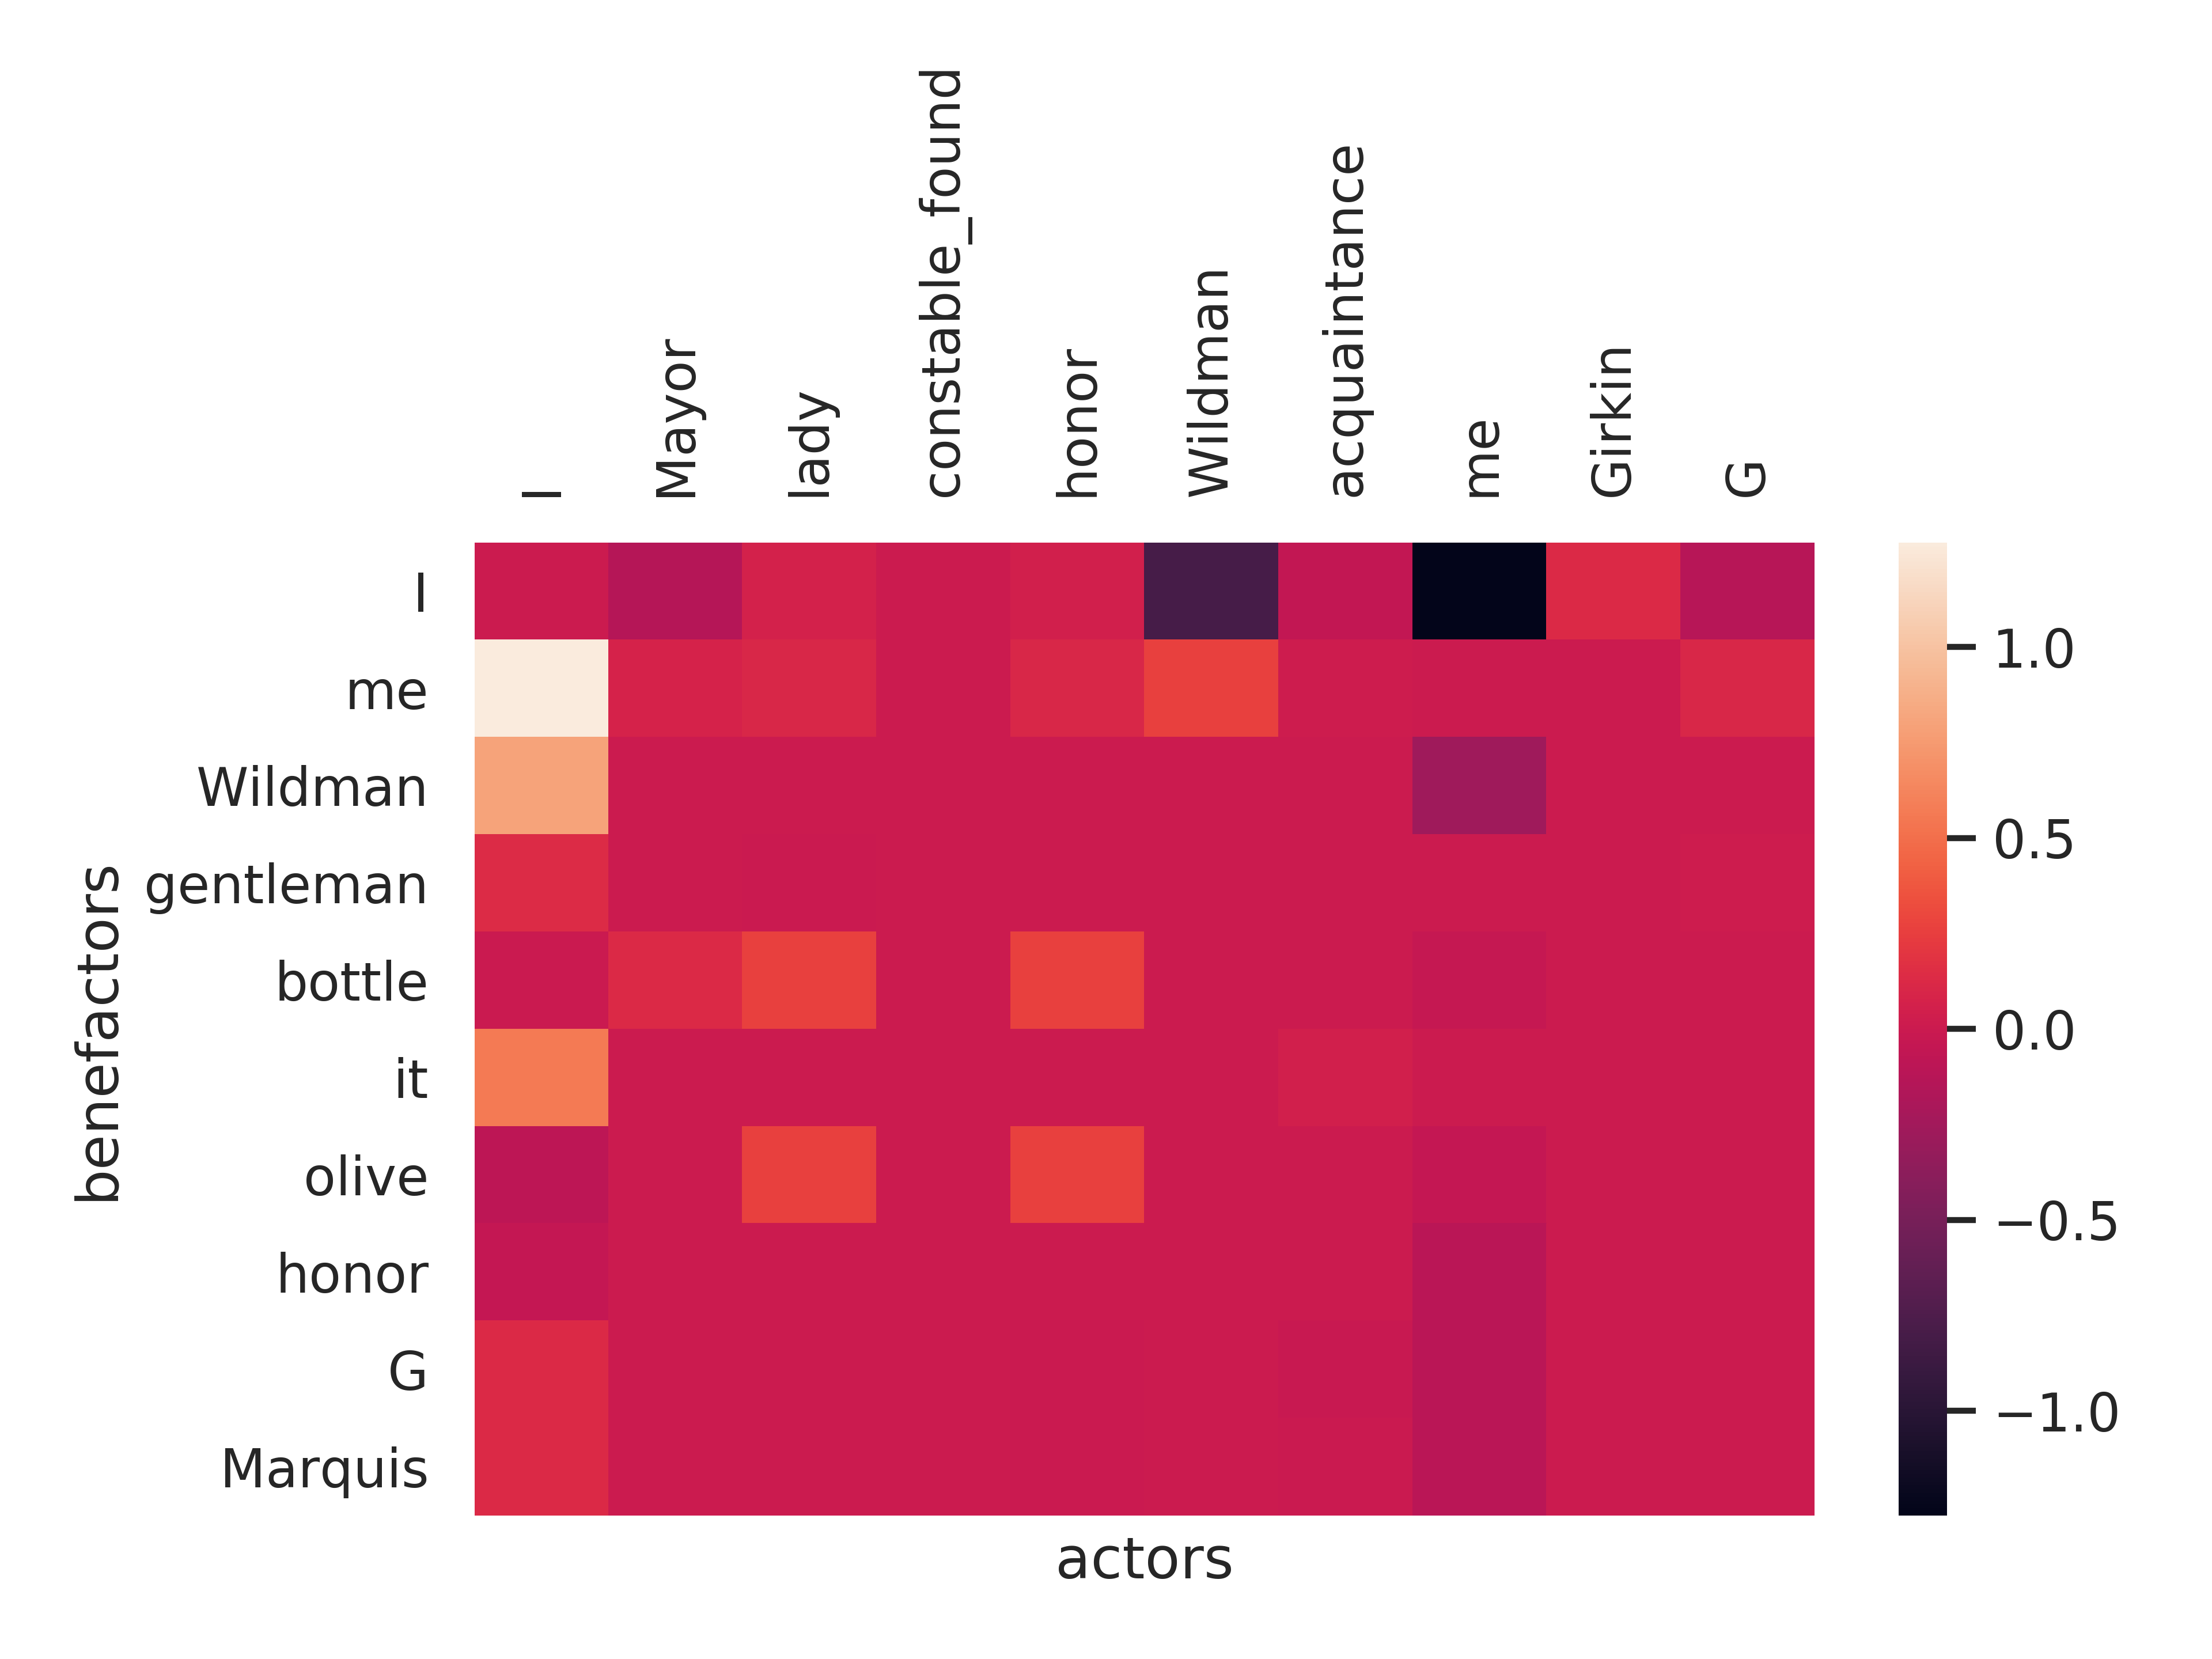 I
Mayor
lady
constable_found
honor
Wildman
acquaintance
me
Girkin
G
I
me
Wildman
gentleman
bottle
it
olive
honor
G
Marquis
benefactors
actors
1.0
0.5
0.0
−0.5
−1.0